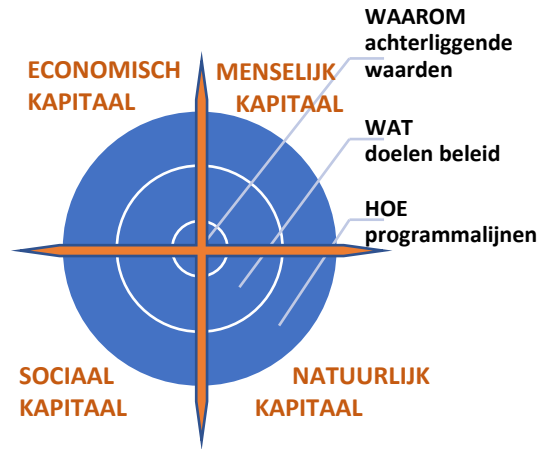 WAAROM
achterliggende
waarden
ECONOMISCH
KAPITAAL
MENSELIJK
KAPITAAL
WAT
doelen beleid
HOE
programmalijnen
SOCIAAL
KAPITAAL
NATUURLIJK
KAPITAAL